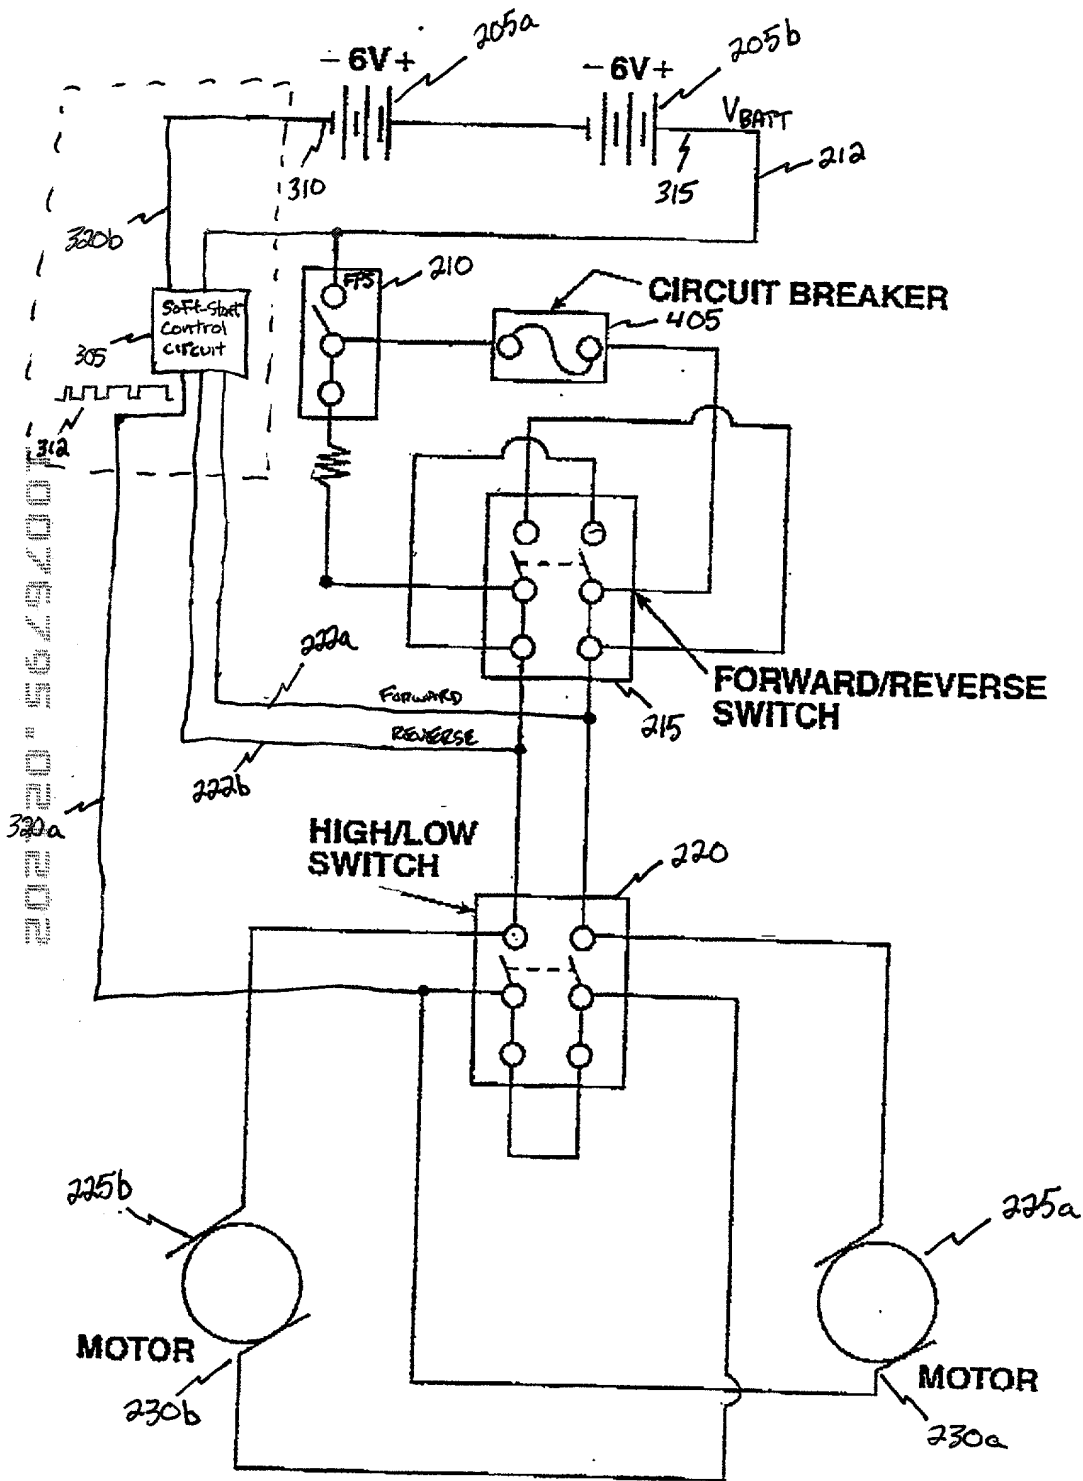 205a
205b
- 6V +
- 6V +
VBATT
212
310
315
320b
FPS
210
CIRCUIT BREAKER
405
Soft-Start
Control
Circuit
305
312
10076795.021202
222a
FORWARD
REVERSE
222b
FORWARD/REVERSE
SWITCH
215
320a
HIGH/LOW
SWITCH
220
225b
225a
MOTOR
MOTOR
230b
230a